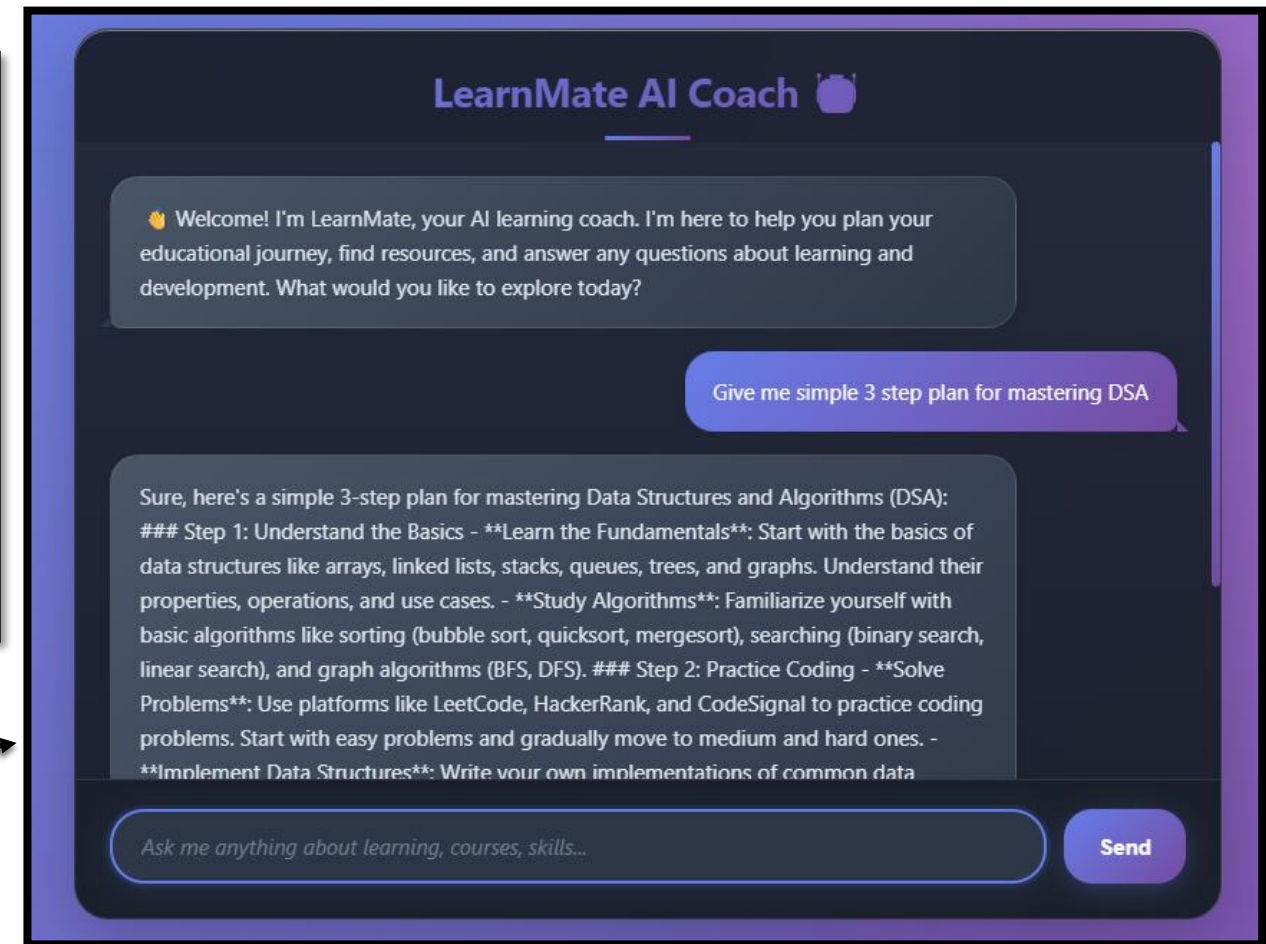 LearnMate AI Coach
👋 Welcome! I'm LearnMate, your AI learning coach. I'm here to help you plan your
educational journey, find resources, and answer any questions about learning and
development. What would you like to explore today?
Give me simple 3 step plan for mastering DSA
Sure, here's a simple 3-step plan for mastering Data Structures and Algorithms (DSA):
### Step 1: Understand the Basics - **Learn the Fundamentals**: Start with the basics of
data structures like arrays, linked lists, stacks, queues, trees, and graphs. Understand their
properties, operations, and use cases. - **Study Algorithms**: Familiarize yourself with
basic algorithms like sorting (bubble sort, quicksort, mergesort), searching (binary search,
linear search), and graph algorithms (BFS, DFS). ### Step 2: Practice Coding - **Solve
Problems**: Use platforms like LeetCode, HackerRank, and CodeSignal to practice coding
problems. Start with easy problems and gradually move to medium and hard ones. -
**Implement Data Structures**: Write your own implementations of common data
Ask me anything about learning, courses, skills...
Send